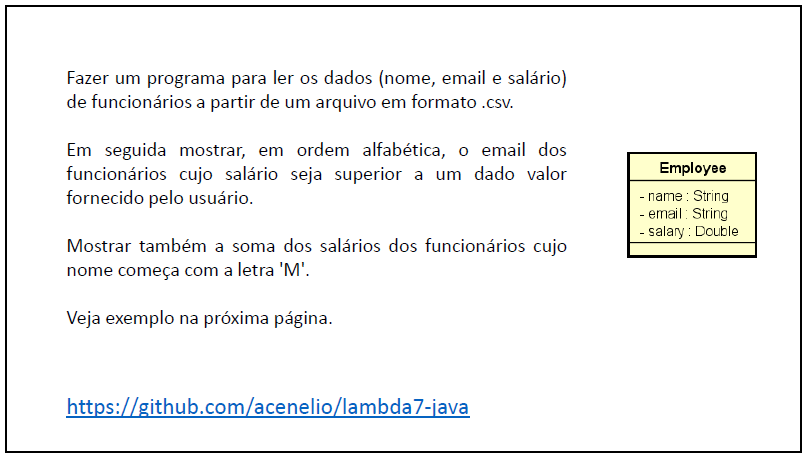 Fazer um programa para ler os dados (nome, email e salário)
de funcionários a partir de um arquivo em formato .csv.
Em seguida mostrar, em ordem alfabética, o email dos
funcionários cujo salário seja superior a um dado valor
fornecido pelo usuário.
Mostrar também a soma dos salários dos funcionários cujo
nome começa com a letra 'M'.
Veja exemplo na próxima página.
https://github.com/acenelio/lambda7-java
Employee
- name : String
- email : String
- salary : Double